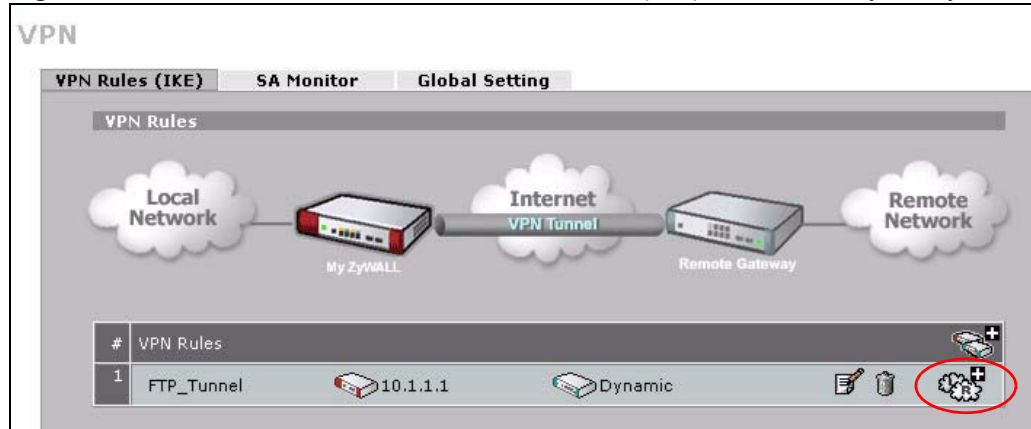 VPN
VPN Rules (IKE) SA Monitor Global Setting
VPN Rules
Local
Network
Internet
VPN Tunnel
Remote
Network
My ZyWALL
Remote Gateway
# VPN Rules
1 FTP_Tunnel 10.1.1.1 Dynamic
R